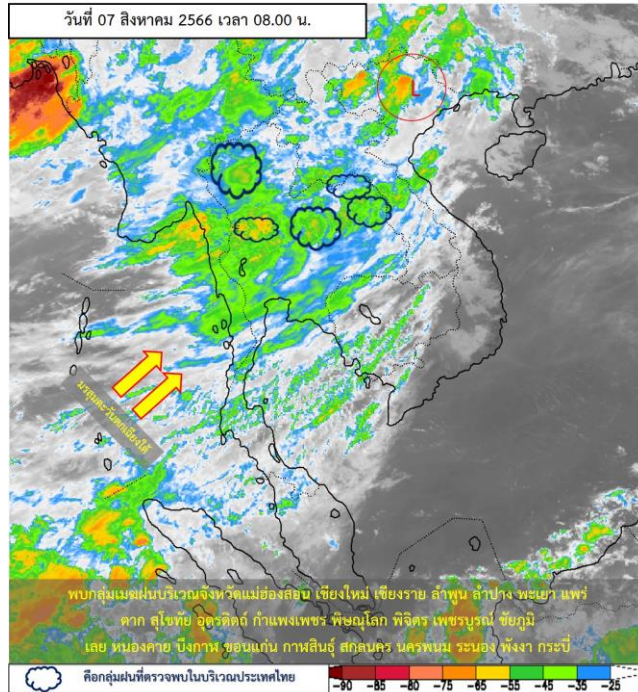 วันที่ 07 สิงหาคม 2566 เวลา 08.00 น.
L
มรสุมตะวันตกเฉียงใต้
พบกลุ่มเมฆฝนบริเวณจังหวัดแม่ฮ่องสอน เชียงใหม่ เชียงราย ลำพูน ลำปาง พะเยา แพร่
ตาก สุโขทัย อุตรดิตถ์ กำแพงเพชร พิษณุโลก พิจิตร เพชรบูรณ์ ชัยภูมิ
เลย หนองคาย บึงกาฬ ขอนแก่น กาฬสินธุ์ สกลนคร นครพนม ระนอง พังงา กระบี่
คือกลุ่มฝนที่ตรวจพบในบริเวณประเทศไทย
-90 -85 -80 -75 -65 -55 -45 -35 -25